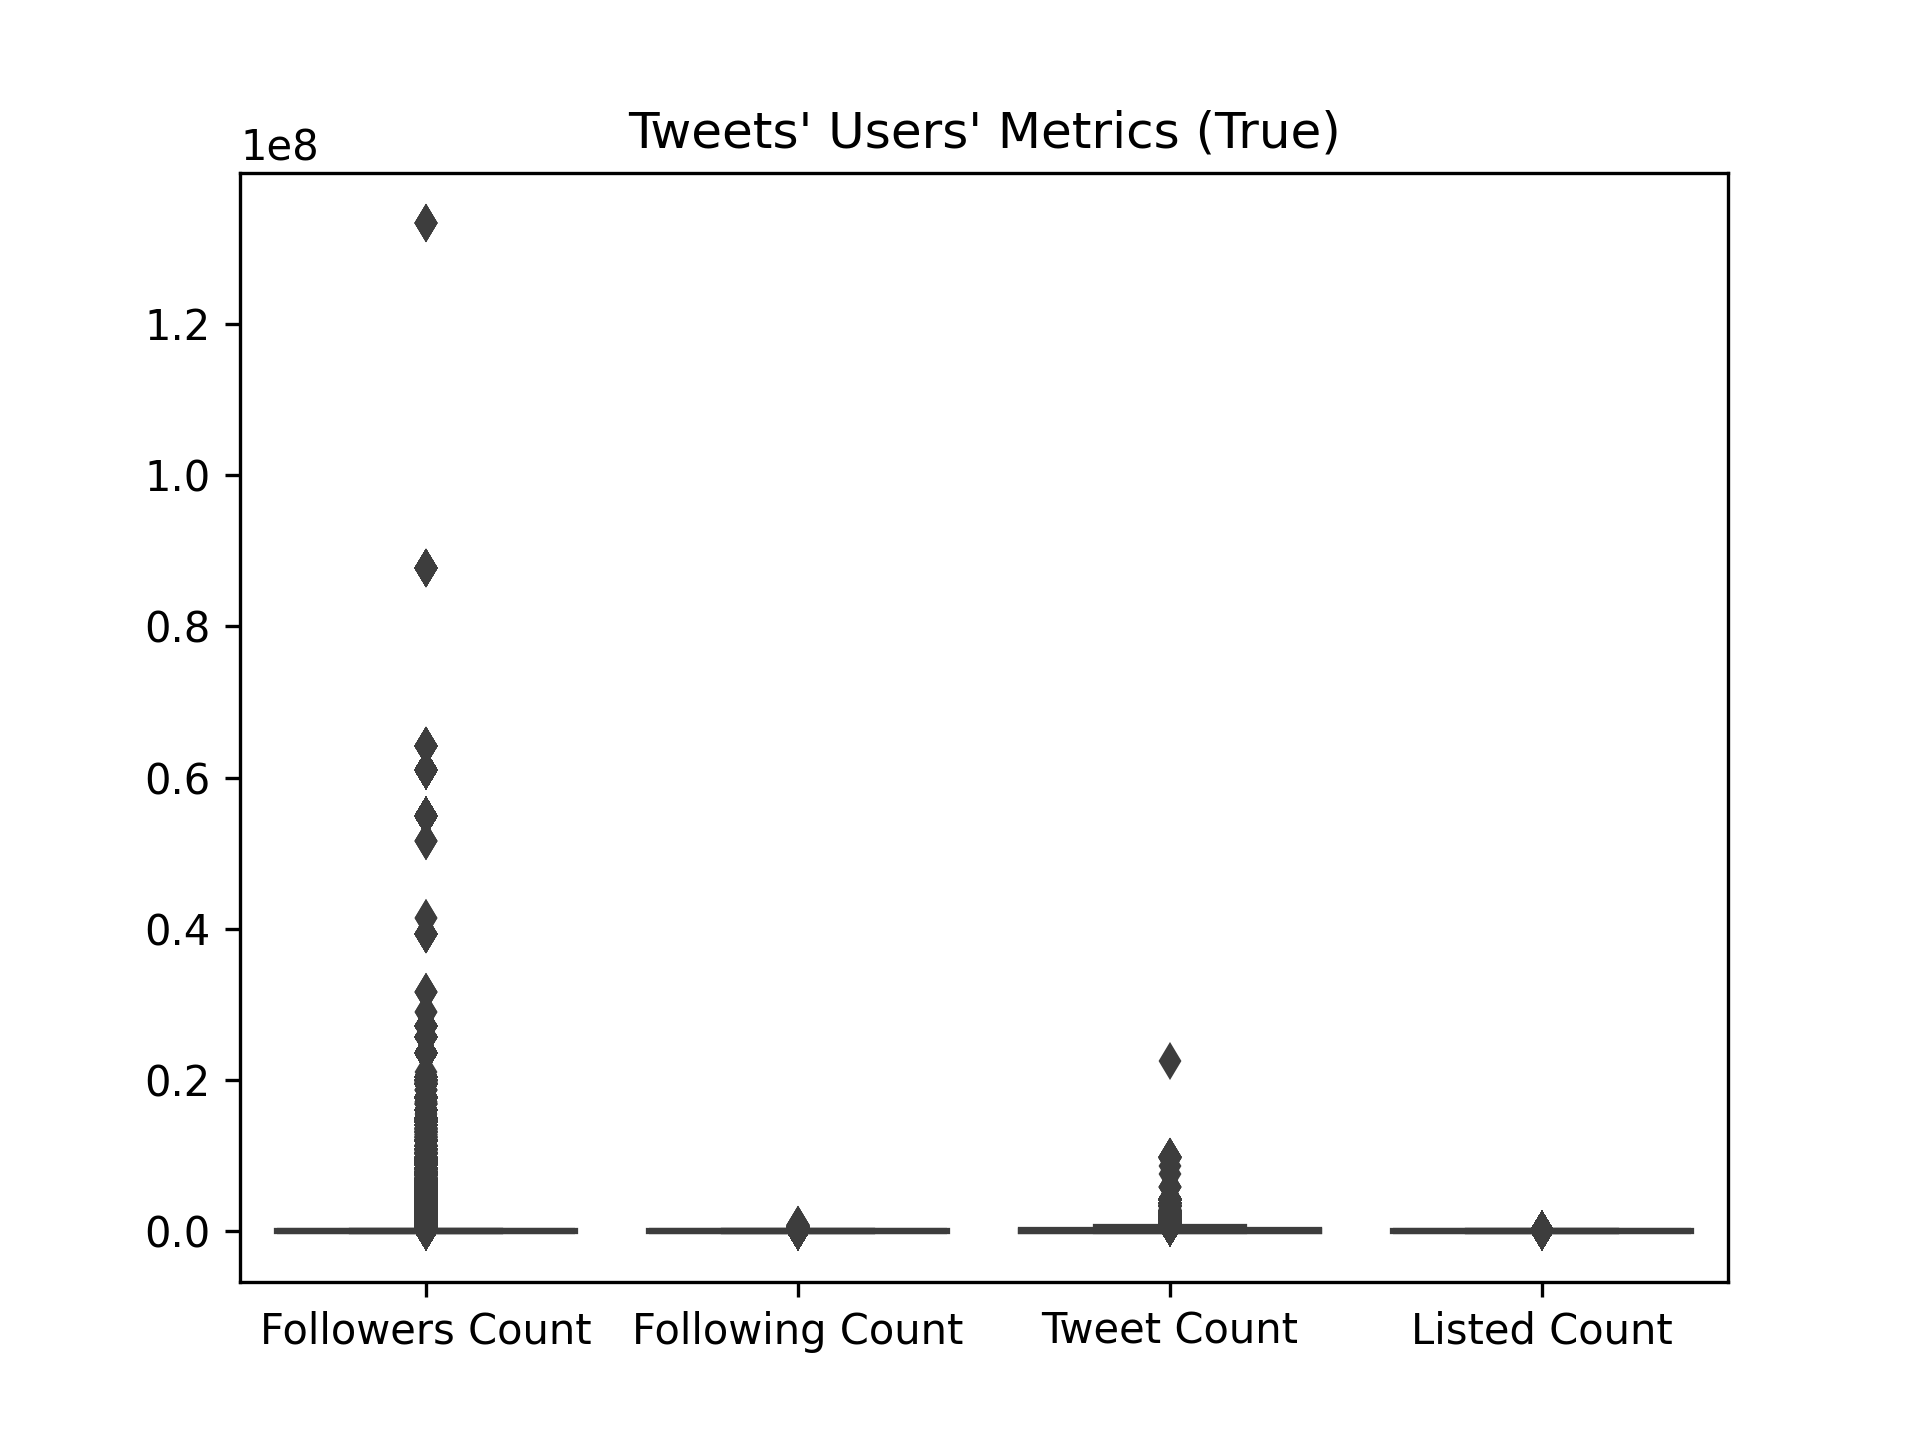 Tweets' Users' Metrics (True)
1e8
1.2
1.0
0.8
0.6
0.4
0.2
0.0
Followers Count
Following Count
Tweet Count
Listed Count